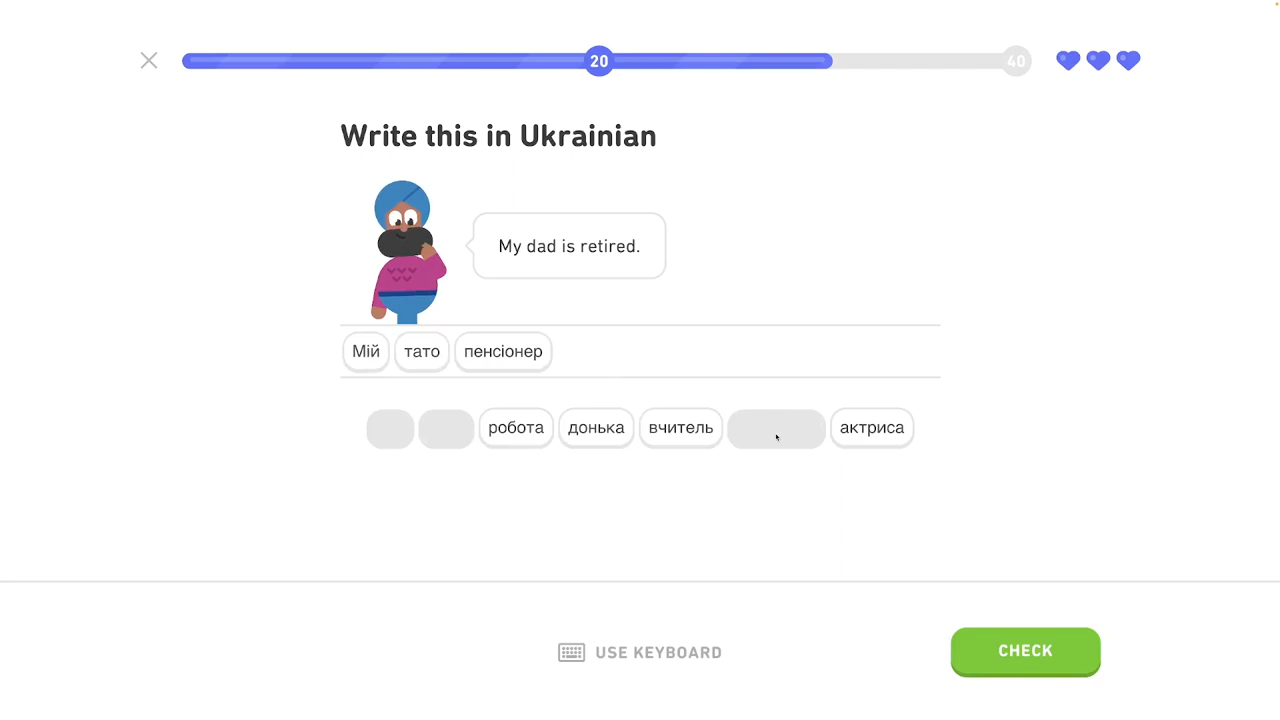 20
40
Write this in Ukrainian
My dad is retired.
Мій тато пенсіонер
робота донька вчитель актриса
USE KEYBOARD
CHECK